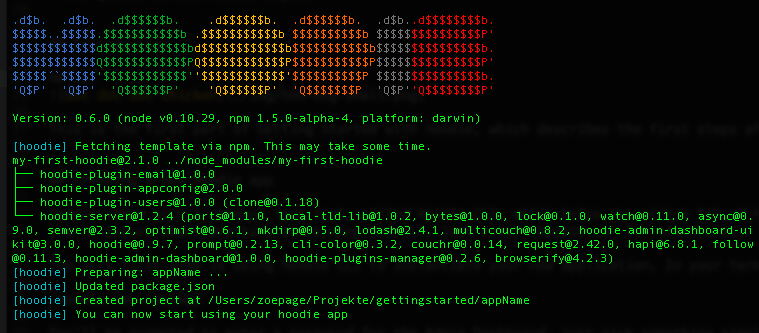 .d$b.  .d$b.  .d$$$$$$b.    .d$$$$$$b.  .d$$$$$$b.  .d$b..d$$$$$$$$b.
$$$$$..$$$$$.$$$$$$$$$$$b .$$$$$$$$$$$b.$$$$$$$$$$$b $$$$$$$$$$$$$$P'
$$$$$$$$$$$$d$$$$$$$$$$$$bd$$$$$$$$$$$$b$$$$$$$$$$$$b$$$$$$$$$$$$$$b.
$$$$$$$$$$$$Q$$$$$$$$$$$$PQ$$$$$$$$$$$$P$$$$$$$$$$$$P$$$$$$$$$$$$$$P'
$$$$$´`$$$$$'$$$$$$$$$$$$''$$$$$$$$$$$$'$$$$$$$$$$$P $$$$$$$$$$$$$$b.
 'Q$P'  'Q$P'  'Q$$$$$$P'    'Q$$$$$$P'  'Q$$$$$$P'  'Q$P''Q$$$$$$$$P'
Version: 0.6.0 (node v0.10.29, npm 1.5.0-alpha-4, platform: darwin)
[hoodie] Fetching template via npm. This may take some time.
my-first-hoodie@2.1.0 ../node_modules/my-first-hoodie
├── hoodie-plugin-email@1.0.0
├── hoodie-plugin-appconfig@2.0.0
├── hoodie-plugin-users@1.0.0 (clone@0.1.18)
└── hoodie-server@1.2.4 (ports@1.1.0, local-tld-lib@1.0.2, bytes@1.0.0, lock@0.1.0, watch@0.11.0, async@0.
9.0, semver@2.3.2, optimist@0.6.1, mkdirp@0.5.0, lodash@2.4.1, multicouch@0.8.2, hoodie-admin-dashboard-ui
kit@3.0.0, hoodie@0.9.7, prompt@0.2.13, cli-color@0.3.2, couchr@0.0.14, request@2.42.0, hapi@6.8.1, follow
@0.11.3, hoodie-admin-dashboard@1.0.0, hoodie-plugins-manager@0.2.6, browserify@4.2.3)
[hoodie] Preparing: appName ...
[hoodie] Updated package.json
[hoodie] Created project at /Users/zoepage/Projekte/gettingstarted/appName
[hoodie] You can now start using your hoodie app